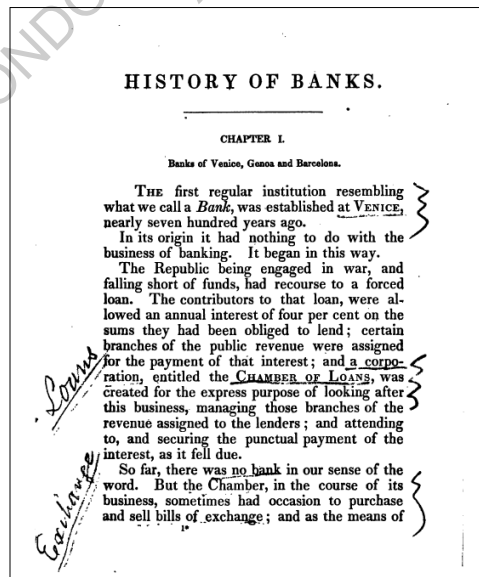 HISTORY OF BANKS.
CHAPTER I.
Banks of Venice, Genoa and Barcelona.
THE first regular institution resembling
what we call a Bank, was established at VENICE,
nearly seven hundred years ago.
In its origin it had nothing to do with the
business of banking. It began in this way.
The Republic being engaged in war, and
falling short of funds, had recourse to a forced
loan. The contributors to that loan, were al-
lowed an annual interest of four per cent on the
sums they had been obliged to lend; certain
branches of the public revenue were assigned
for the payment of that interest; and a corpo-
ration, entitled the CHAMBER OF LOANS, was
created for the express purpose of looking after
this business, managing those branches of the
revenue assigned to the lenders; and attending
to, and securing the punctual payment of the
interest, as it fell due.
So far, there was no bank in our sense of the
word. But the Chamber, in the course of its
business, sometimes had occasion to purchase
and sell bills of exchange; and as the means of
1*
Loans
Exchange